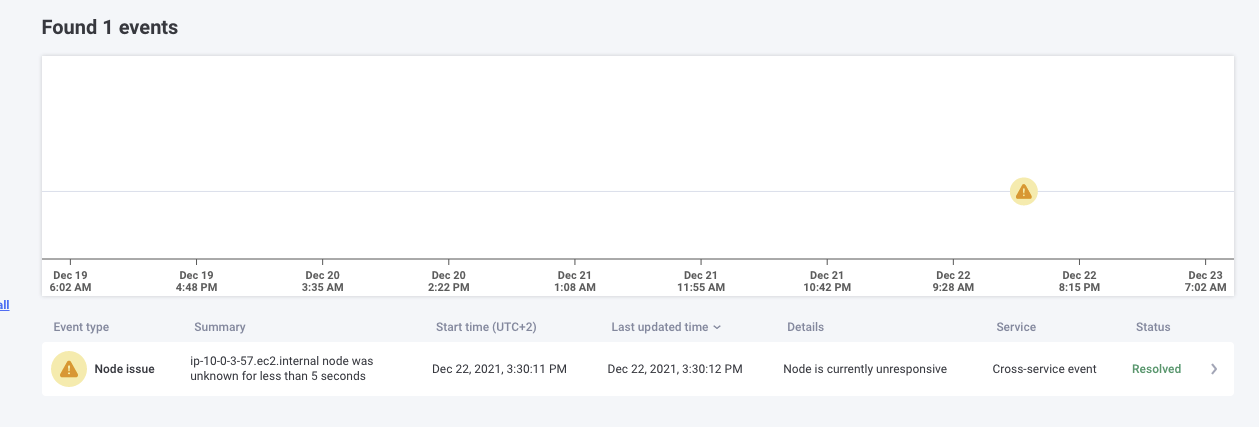 Found 1 events
Dec 19 Dec 19 Dec 20 Dec 20 Dec 21 Dec 21 Dec 21 Dec 22 Dec 22 Dec 23
6:02 AM 4:48 PM 3:35 AM 2:22 PM 1:08 AM 11:55 AM 10:42 PM 9:28 AM 8:15 PM 7:02 AM
all
Event type Summary Start time (UTC+2) Last updated time Details Service Status
Node issue ip-10-0-3-57.ec2.internal node was Dec 22, 2021, 3:30:11 PM Dec 22, 2021, 3:30:12 PM Node is currently unresponsive Cross-service event Resolved
unknown for less than 5 seconds